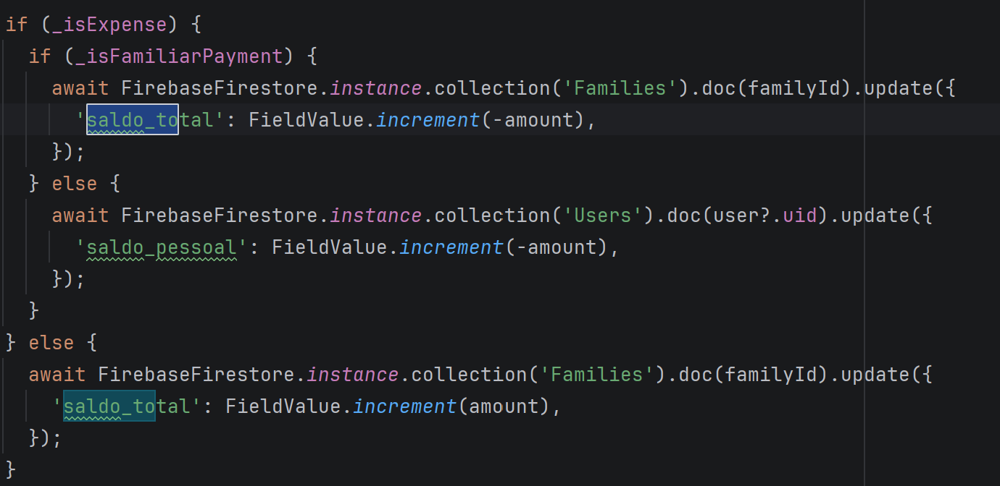 if (_isExpense) {
  if (_isFamiliarPayment) {
    await FirebaseFirestore.instance.collection('Families').doc(familyId).update({
      'saldo_total': FieldValue.increment(-amount),
    });
  } else {
    await FirebaseFirestore.instance.collection('Users').doc(user?.uid).update({
      'saldo_pessoal': FieldValue.increment(-amount),
    });
  }
} else {
  await FirebaseFirestore.instance.collection('Families').doc(familyId).update({
    'saldo_total': FieldValue.increment(amount),
  });
}